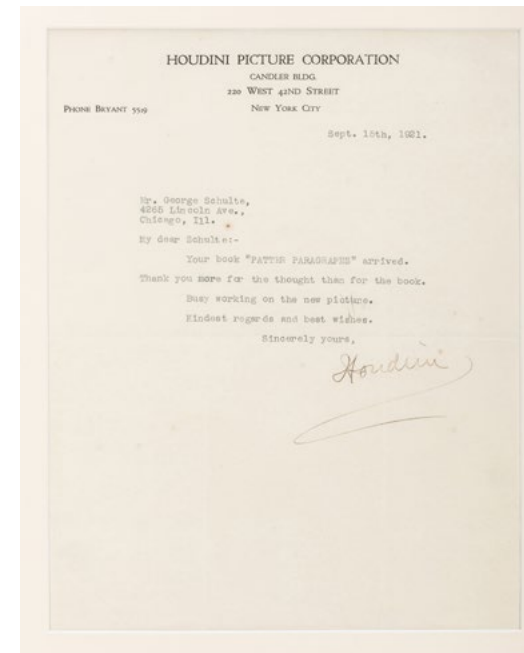 HOUDINI PICTURE CORPORATION
CANDLER BLDG.
220 WEST 42ND STREET
PHONE BRYANT 5519 NEW YORK CITY
Sept. 15th, 1921.
Mr. George Schulte,
4265 Lincoln Ave.,
Chicago, Ill.
My dear Schulte:-
Your book "PATTER PARAGRAPHS" arrived.
Thank you more for the thought than for the book.
Busy working on the new picture.
Kindest regards and best wishes.
Sincerely yours,
Houdini